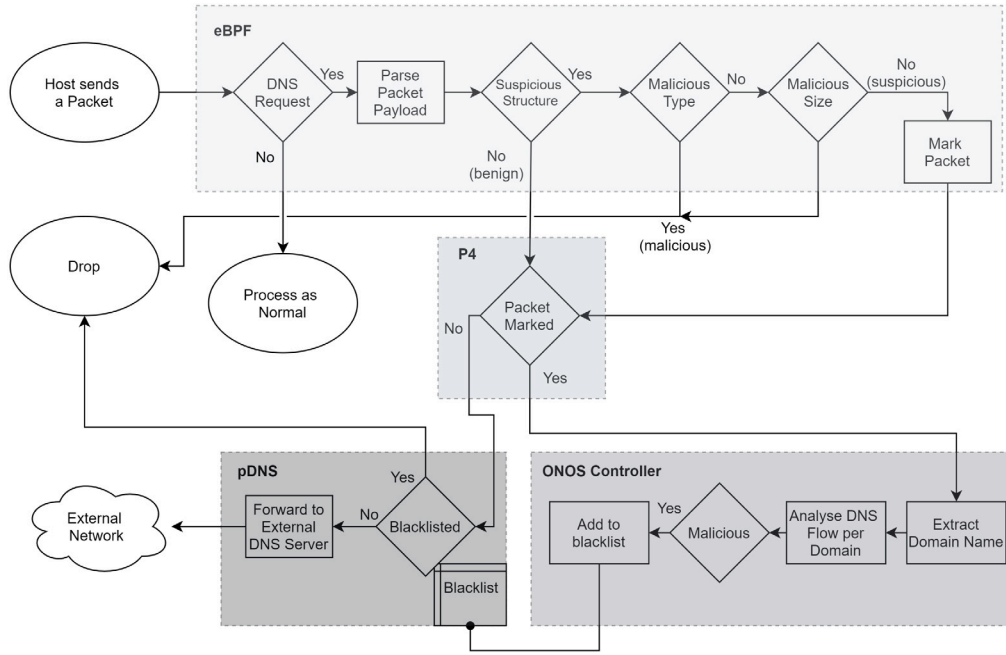 eBPF
Host sends
a Packet
DNS
Request
Yes
Parse
Packet
Payload
Suspicious
Structure
Yes
Malicious
Type
No
Malicious
Size
No
(suspicious)
Mark
Packet
No
No
(benign)
Yes
(malicious)
Drop
Process as
Normal
P4
Packet
Marked
No
Yes
pDNS
Yes
Blacklisted
No
Forward to
External
DNS Server
External
Network
Blacklist
ONOS Controller
Add to
blacklist
Yes
Malicious
Analyse DNS
Flow per
Domain
Extract
Domain Name